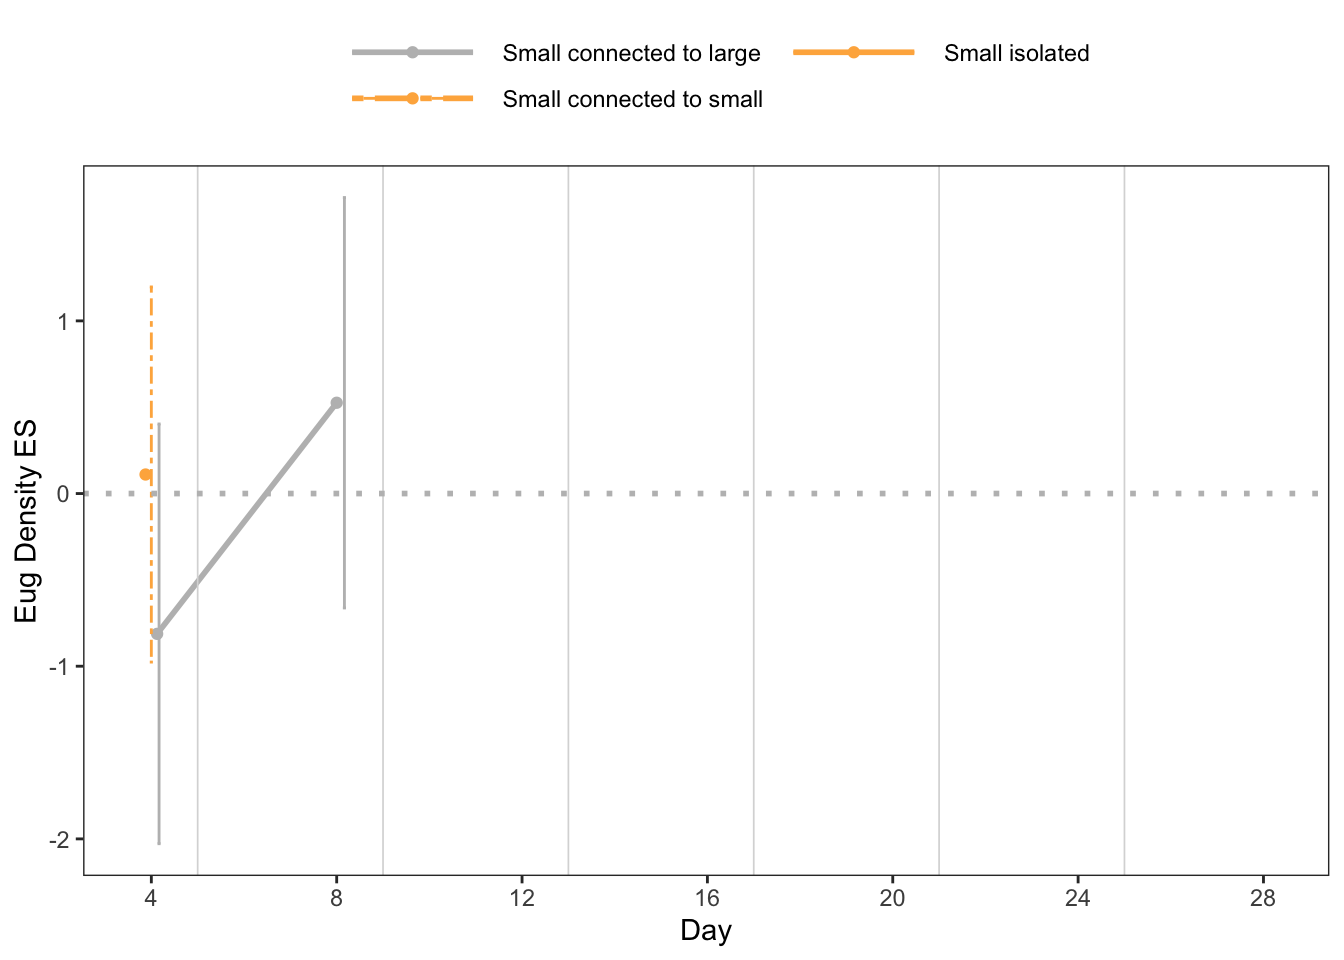 Small connected to large
Small isolated
Small connected to small
Eug Density ES
1
0
-1
-2
4 8 12 16 20 24 28
Day